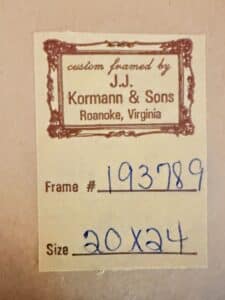 custom framed by
J.J.
Kormann & Sons
Roanoke, Virginia
Frame # 193789
Size 20x24